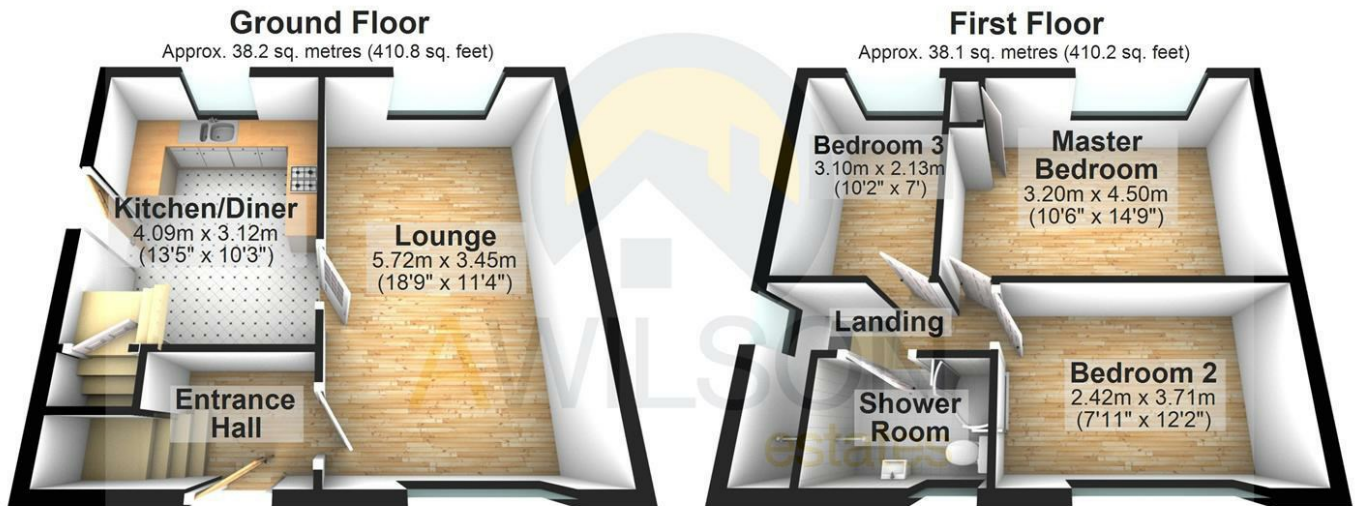 Ground Floor
Approx. 38.2 sq. metres (410.8 sq. feet)
Kitchen/Diner
4.09m x 3.12m
(13'5" x 10'3")
Lounge
5.72m x 3.45m
(18'9" x 11'4")
Entrance
Hall
First Floor
Approx. 38.1 sq. metres (410.2 sq. feet)
Bedroom 3
3.10m x 2.13m
(10'2" x 7')
Master
Bedroom
3.20m x 4.50m
(10'6" x 14'9")
Landing
Bedroom 2
2.42m x 3.71m
(7'11" x 12'2")
Shower
Room
AWILSON
estates